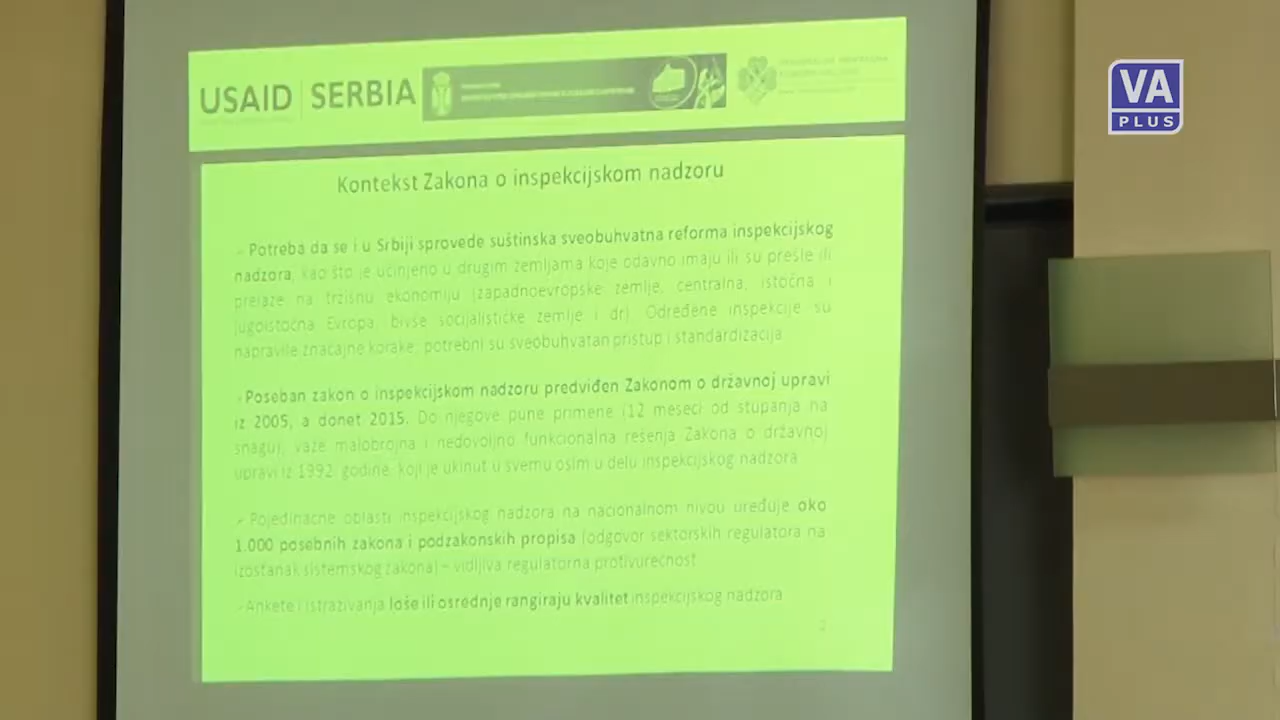 USAID SERBIA
VA
PLUS
Kontekst Zakona o inspekcijskom nadzoru
Potreba da se i u Srbiji sprovede suštinska sveobuhvatna reforma inspekcijskog
nadzora, kao što je učinjeno u drugim zemljama koje odavno imaju ili su prešle ili
prelaze na tržišnu ekonomiju (zapadnoevropske zemlje, centralna, istočna i
jugoistočna Evropa, bivše socijalističke zemlje i dr). Određene inspekcije su
napravile značajne korake, potrebni su sveobuhvatan pristup i standardizacija
Poseban zakon o inspekcijskom nadzoru predviđen Zakonom o državnoj upravi
iz 2005, a donet 2015. Do njegove pune primene (12 meseci od stupanja na
snagu), važe malobrojna i nedovoljno funkcionalna rešenja Zakona o državnoj
upravi iz 1992. godine, koji je ukinut u svemu osim u delu inspekcijskog nadzora
✓ Pojedinačne oblasti inspekcijskog nadzora na nacionalnom nivou uređuje oko
1.000 posebnih zakona i podzakonskih propisa (odgovor sektorskih regulatora na
izostanak sistemskog zakona) – vidljiva regulatorna protivurečnost
Ankete i istraživanja loše ili osrednje rangiraju kvalitet inspekcijskog nadzora
2